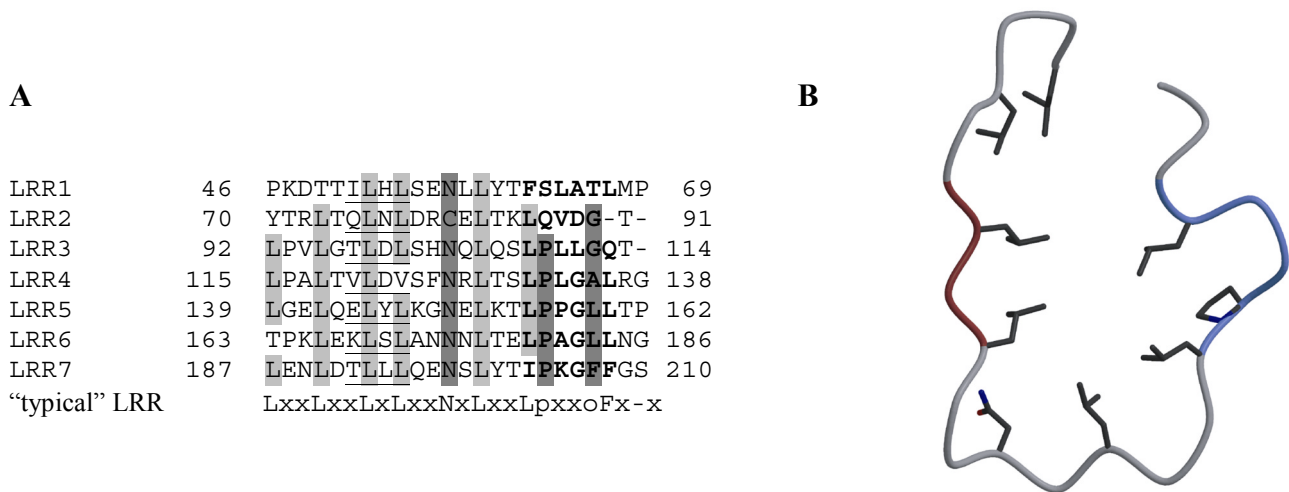 A
B
LRR1 46 PKDTTILHLSENLLYTFSLATLMP 69
LRR2 70 YTRLTQLNLDRCELTKLQVDG-T- 91
LRR3 92 LPVLGTLDLSHNQLQSLPLLGQT- 114
LRR4 115 LPALTVLDVSFNRLTSLPLGALRG 138
LRR5 139 LGELQELYLKGNELKTLPPGLLTP 162
LRR6 163 TPKLEKLSLANNNLTELPAGLLNG 186
LRR7 187 LENLDTLLLQENSLYTIPKGFFGS 210
“typical” LRR LxxLxxLxLxxNxLxxLpxxoFx-x